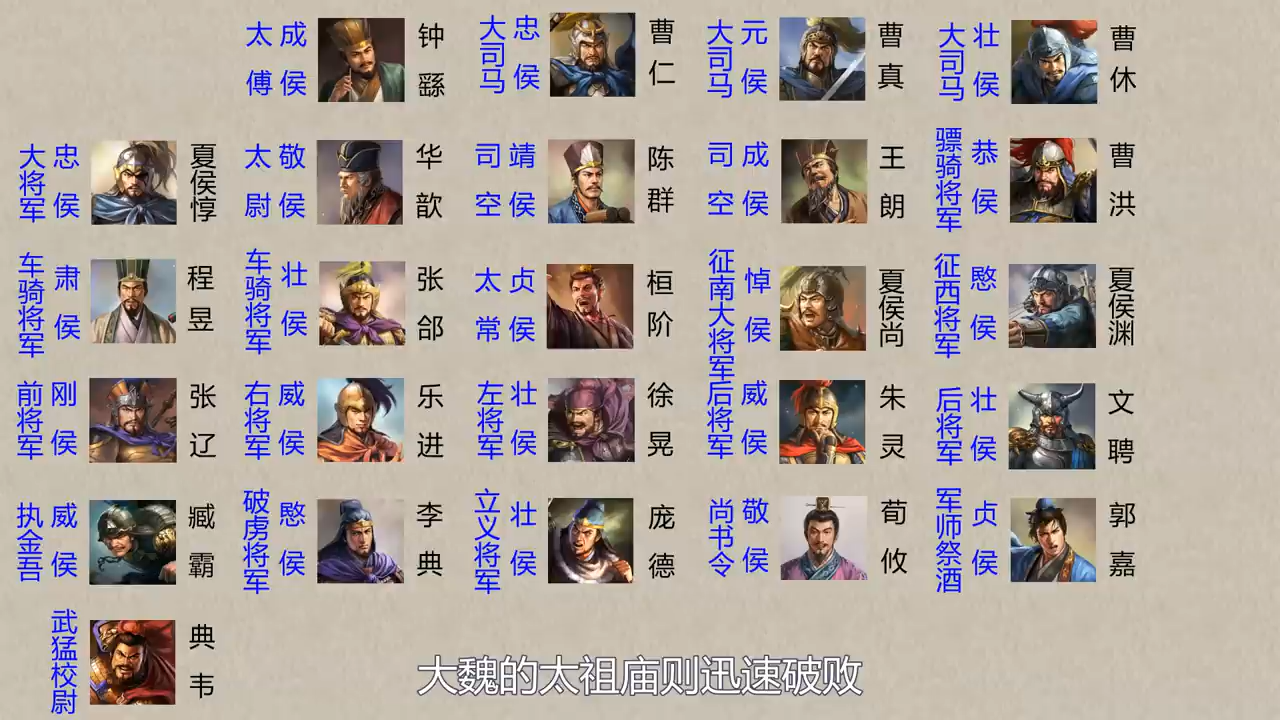 太傅 成侯 钟繇
大司马 忠侯 曹仁
大司马 元侯 曹真
大司马 壮侯 曹休
大将军 忠侯 夏侯惇
太尉 敬侯 华歆
司空 靖侯 陈群
司空 成侯 王朗
骠骑将军 恭侯 曹洪
车骑将军 肃侯 程昱
车骑将军 壮侯 张郃
太常 贞侯 桓阶
征南大将军 悼侯 夏侯尚
征西将军 愍侯 夏侯渊
前将军 刚侯 张辽
右将军 威侯 乐进
左将军 壮侯 徐晃
后将军 威侯 朱灵
后将军 壮侯 文聘
执金吾 威侯 臧霸
破虏将军 愍侯 李典
立义将军 壮侯 庞德
尚书令 敬侯 荀攸
军师祭酒 贞侯 郭嘉
武猛校尉 典韦
大魏的太祖庙则迅速破败